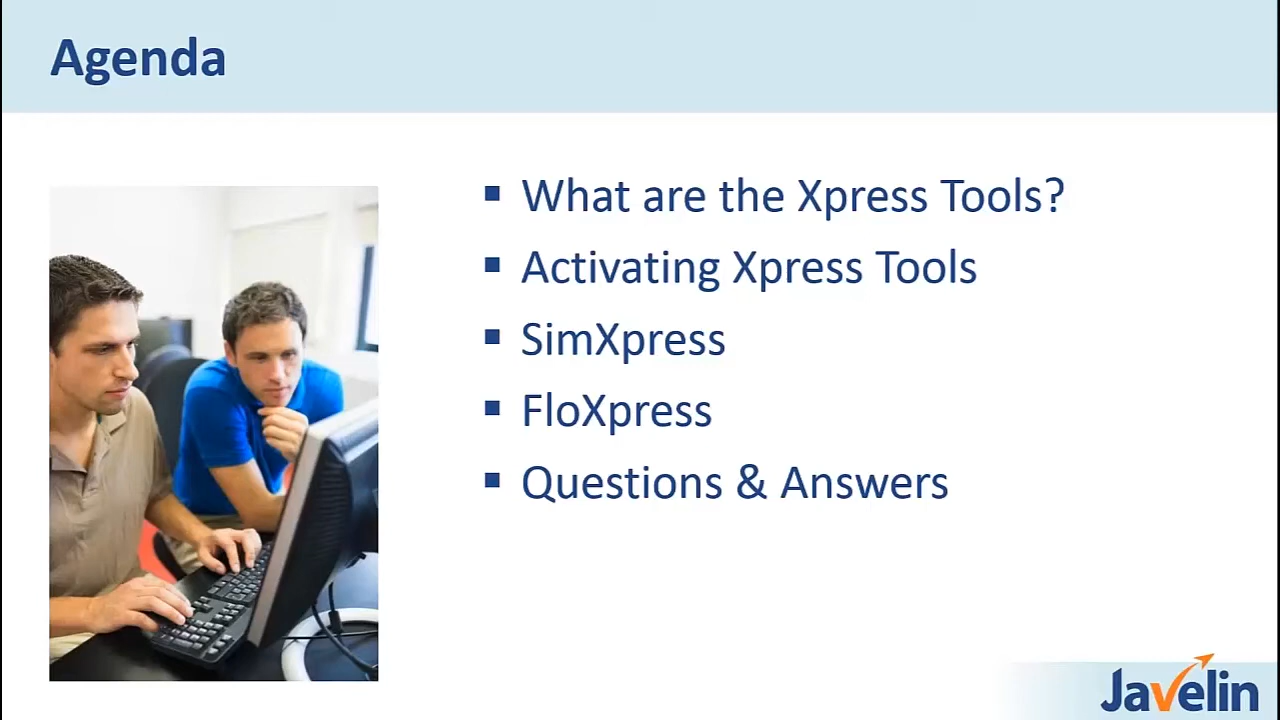 Agenda
What are the Xpress Tools?
Activating Xpress Tools
SimXpress
FloXpress
Questions & Answers
Javelin